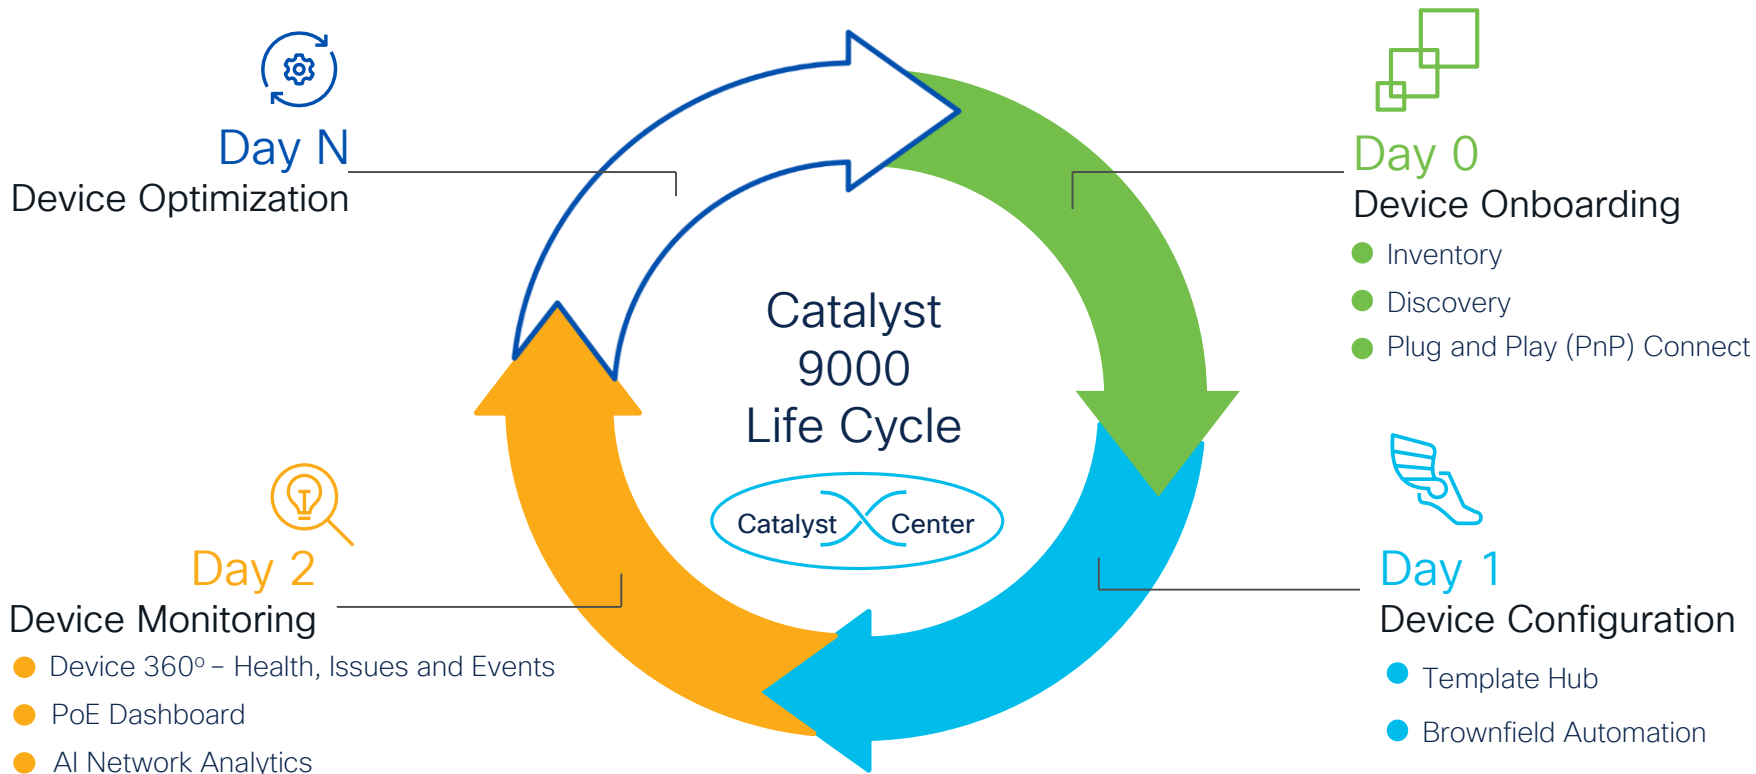 Day N
Device Optimization
Day 0
Device Onboarding
Inventory
Discovery
Plug and Play (PnP) Connect
Catalyst
9000
Life Cycle
Catalyst Center
Day 2
Device Monitoring
Device 360º – Health, Issues and Events
PoE Dashboard
AI Network Analytics
Day 1
Device Configuration
Template Hub
Brownfield Automation